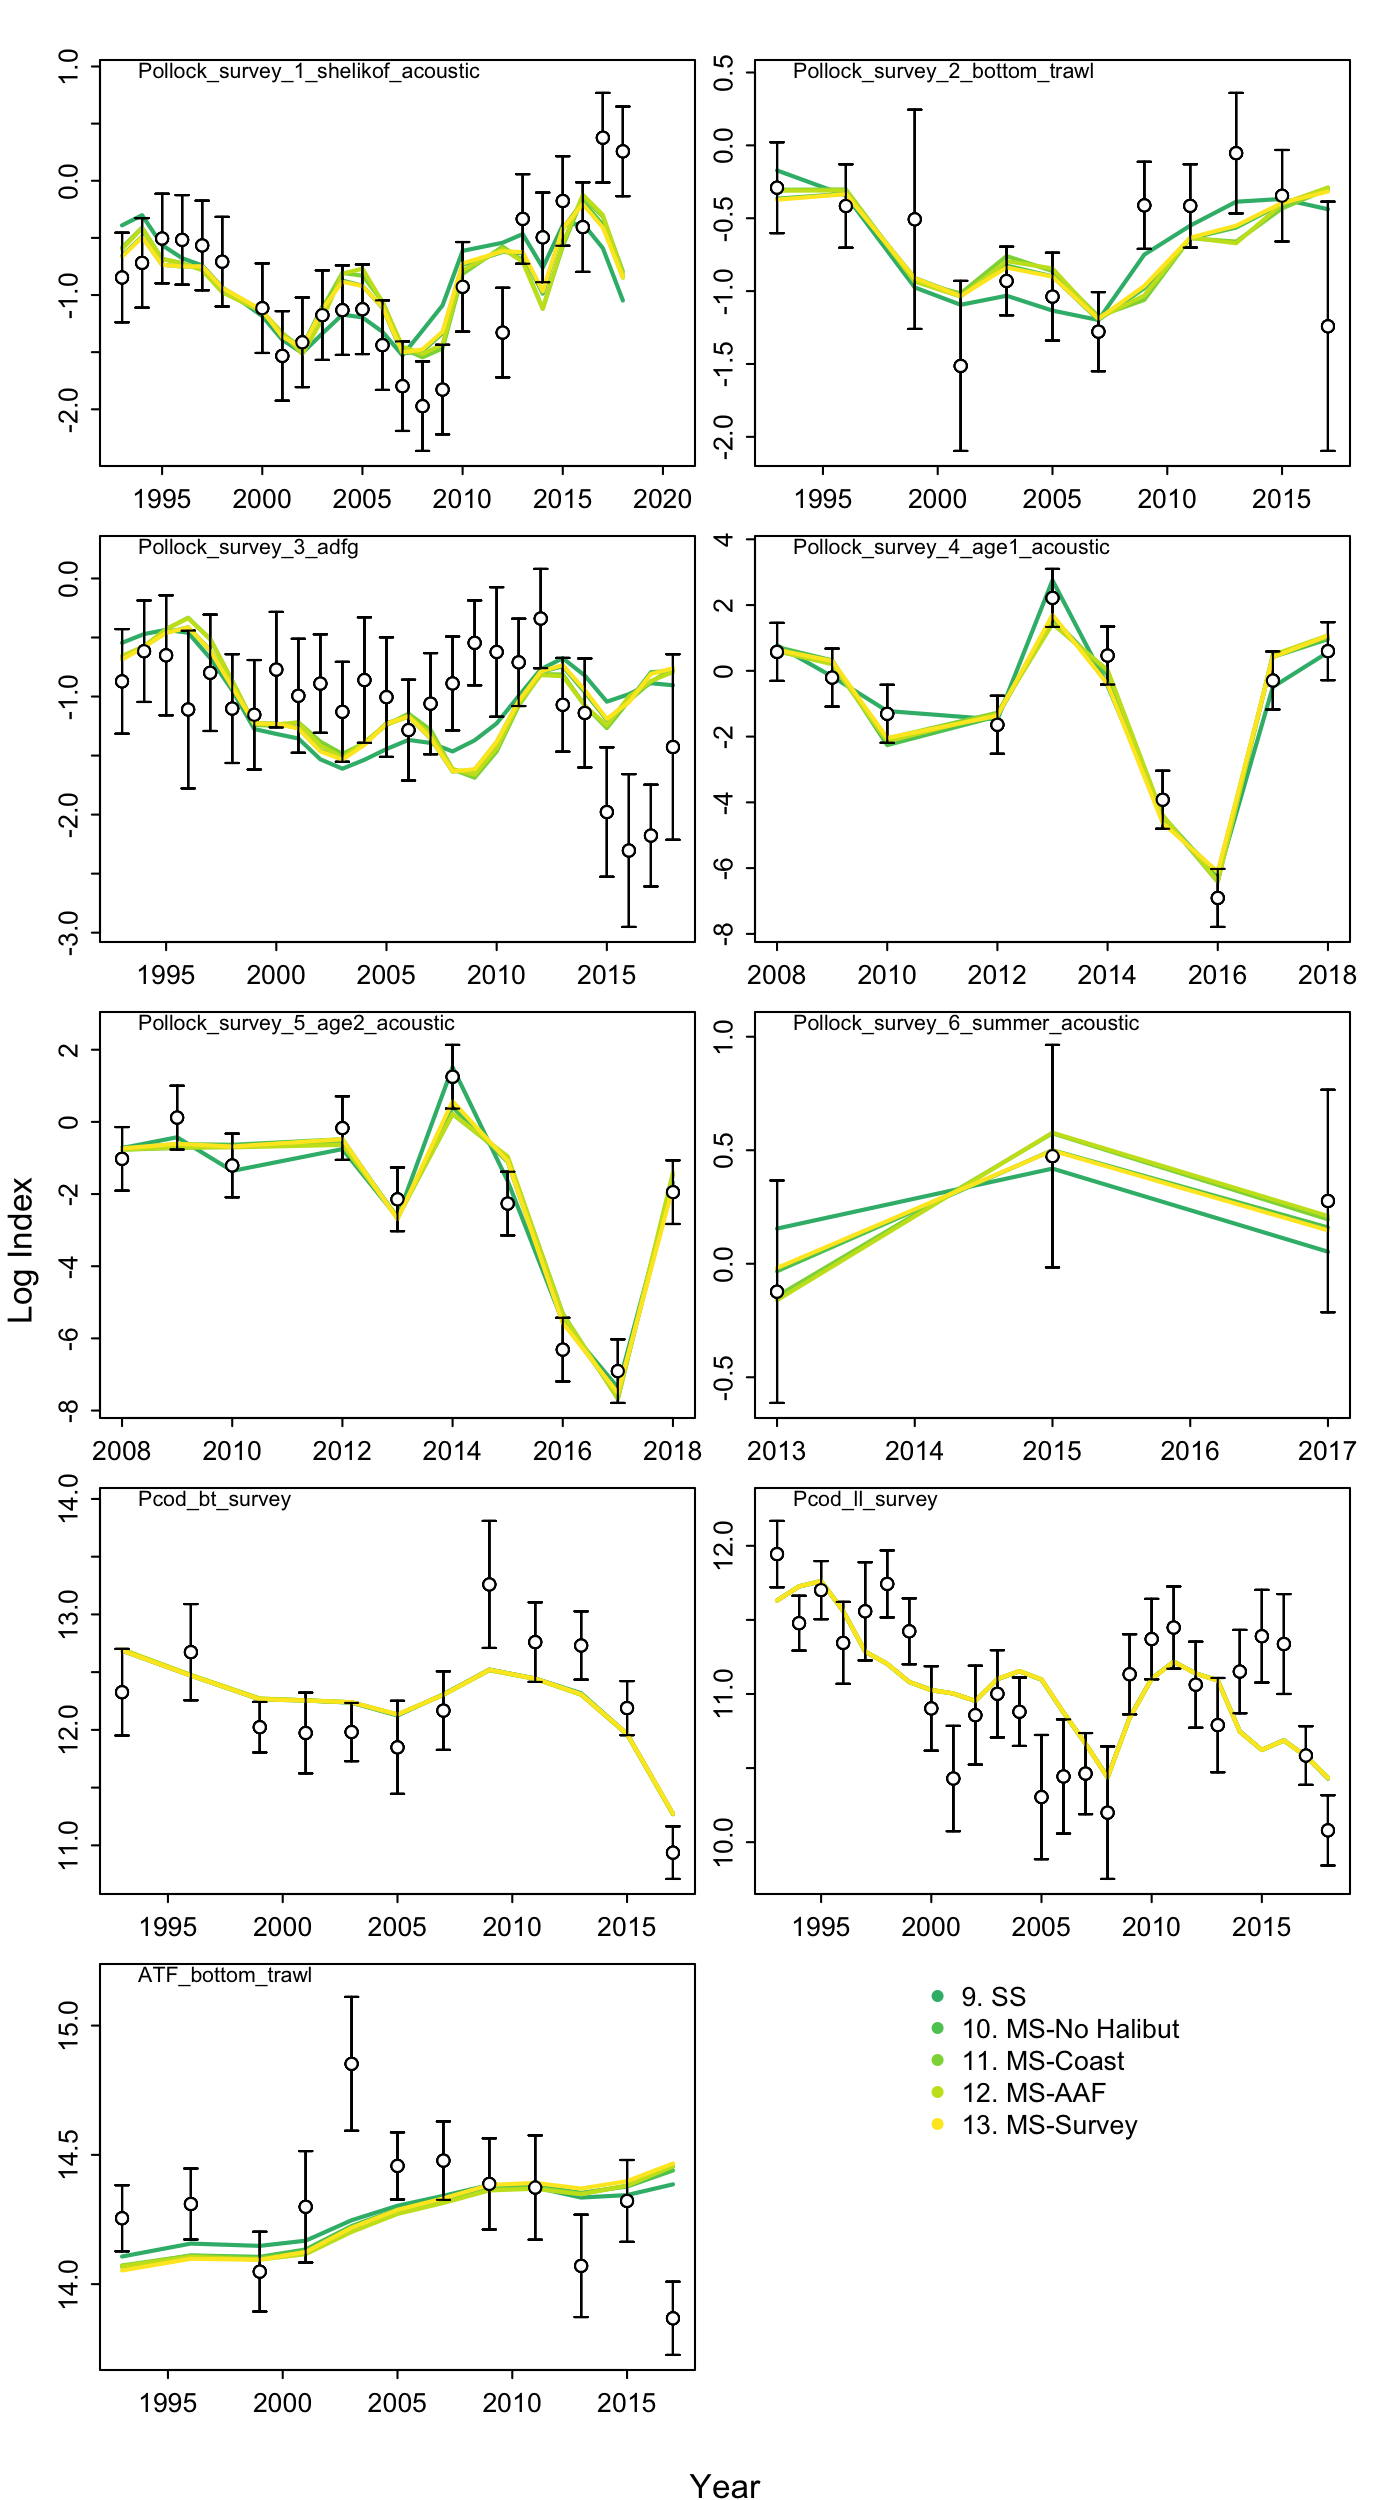 Pollock_survey_1_shelikof_acoustic
1.0
0.0
-1.0
-2.0
1995 2000 2005 2010 2015 2020
Pollock_survey_2_bottom_trawl
0.5
0.0
-0.5
-1.0
-1.5
-2.0
1995 2000 2005 2010 2015
Pollock_survey_3_adfg
0.0
-1.0
-2.0
-3.0
1995 2000 2005 2010 2015
Pollock_survey_4_age1_acoustic
4
2
0
-2
-4
-6
-8
2008 2010 2012 2014 2016 2018
Pollock_survey_5_age2_acoustic
2
0
-2
-4
-6
-8
2008 2010 2012 2014 2016 2018
Pollock_survey_6_summer_acoustic
1.0
0.5
0.0
-0.5
2013 2014 2015 2016 2017
Log Index
Pcod_bt_survey
14.0
13.0
12.0
11.0
1995 2000 2005 2010 2015
Pcod_ll_survey
12.0
11.0
10.0
1995 2000 2005 2010 2015
ATF_bottom_trawl
15.0
14.5
14.0
1995 2000 2005 2010 2015
9. SS
10. MS-No Halibut
11. MS-Coast
12. MS-AAF
13. MS-Survey
Year